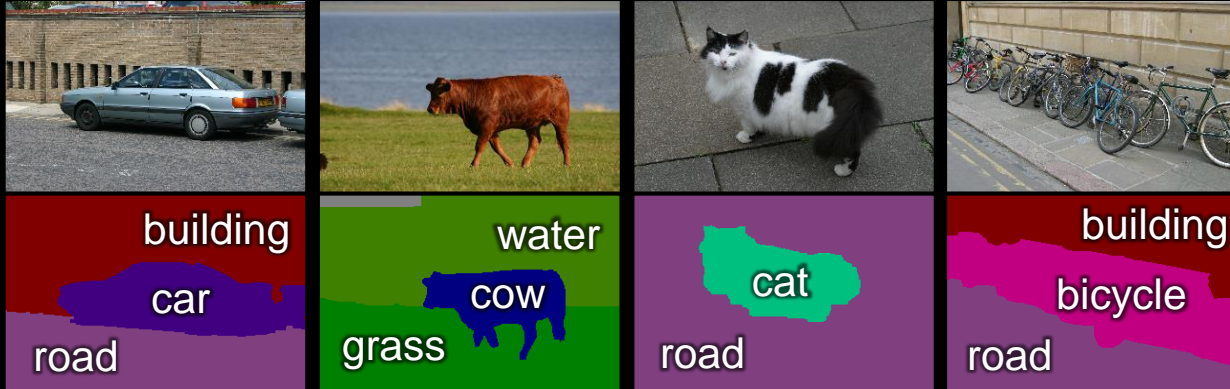 building
car
road
water
cow
grass
cat
road
building
bicycle
road